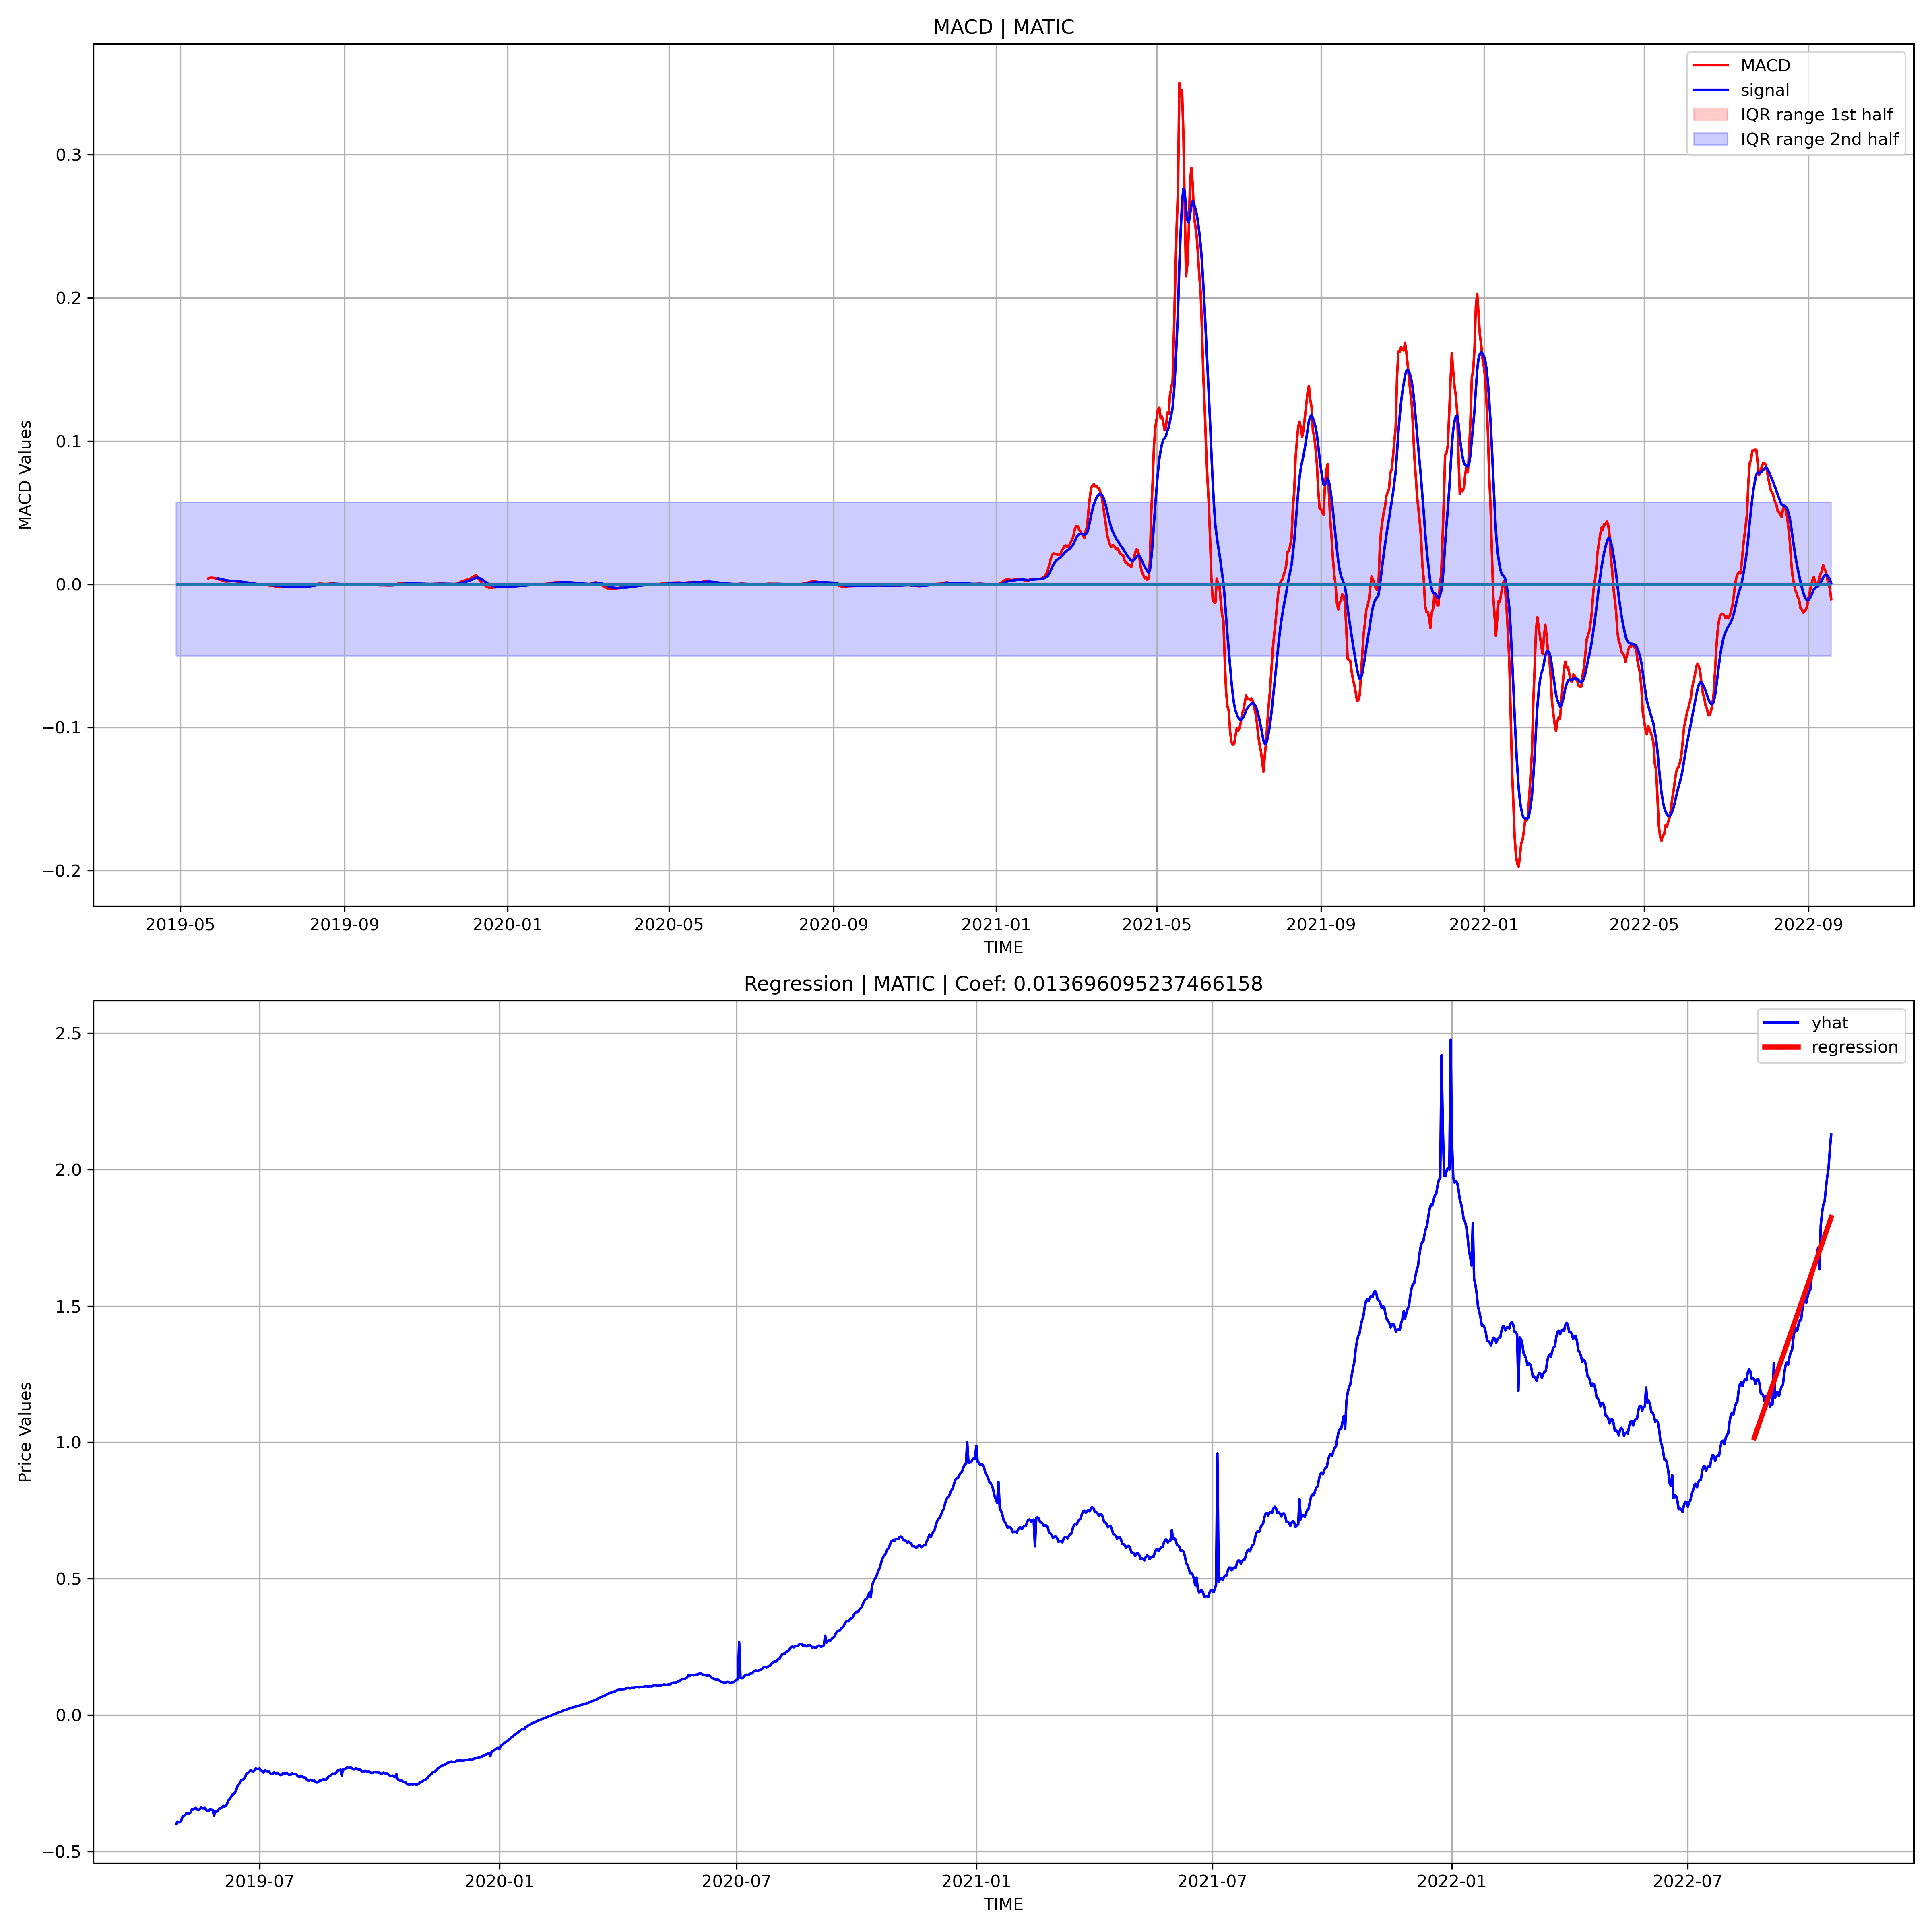 MACD | MATIC
MACD
signal
IQR range 1st half
IQR range 2nd half
MACD Values
0.3
0.2
0.1
0.0
−0.1
−0.2
2019-05 2019-09 2020-01 2020-05 2020-09 2021-01 2021-05 2021-09 2022-01 2022-05 2022-09
TIME
Regression | MATIC | Coef: 0.013696095237466158
yhat
regression
Price Values
2.5
2.0
1.5
1.0
0.5
0.0
−0.5
2019-07 2020-01 2020-07 2021-01 2021-07 2022-01 2022-07
TIME